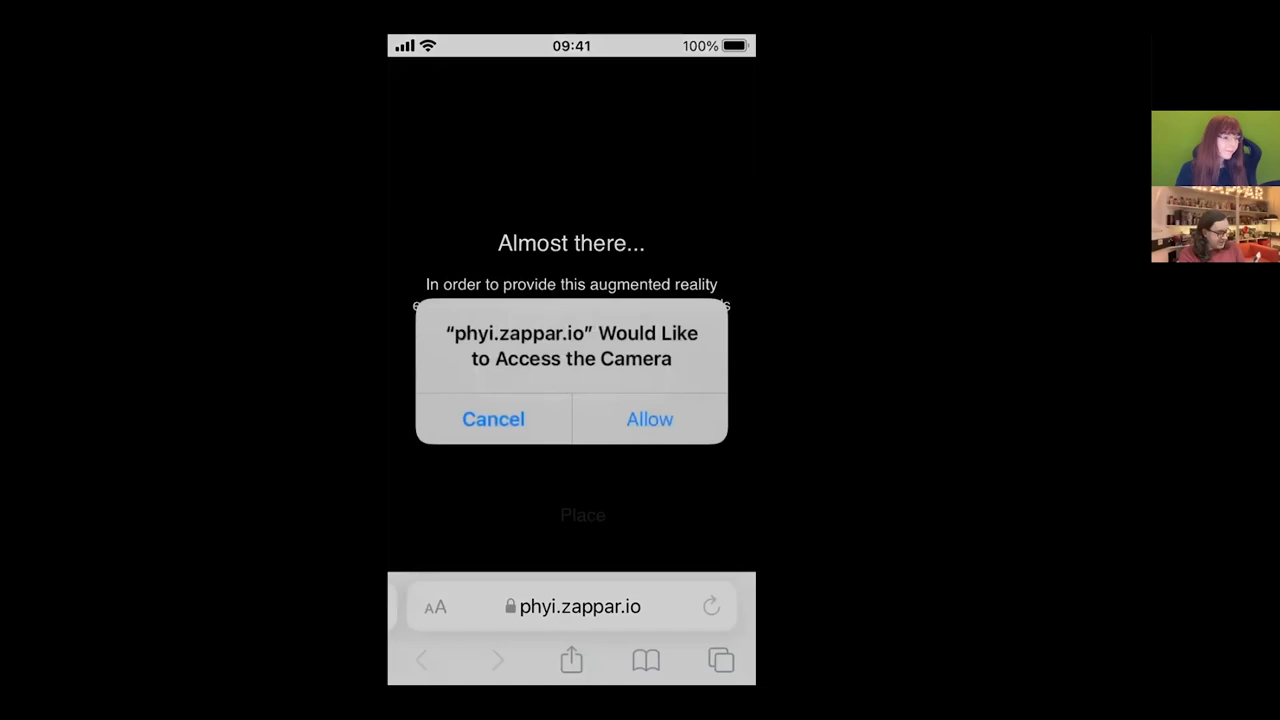 09:41
100%
Almost there...
In order to provide this augmented reality
"phyi.zappar.io" Would Like
to Access the Camera
Cancel
Allow
Place
AA
phyi.zappar.io
ZAPPAR